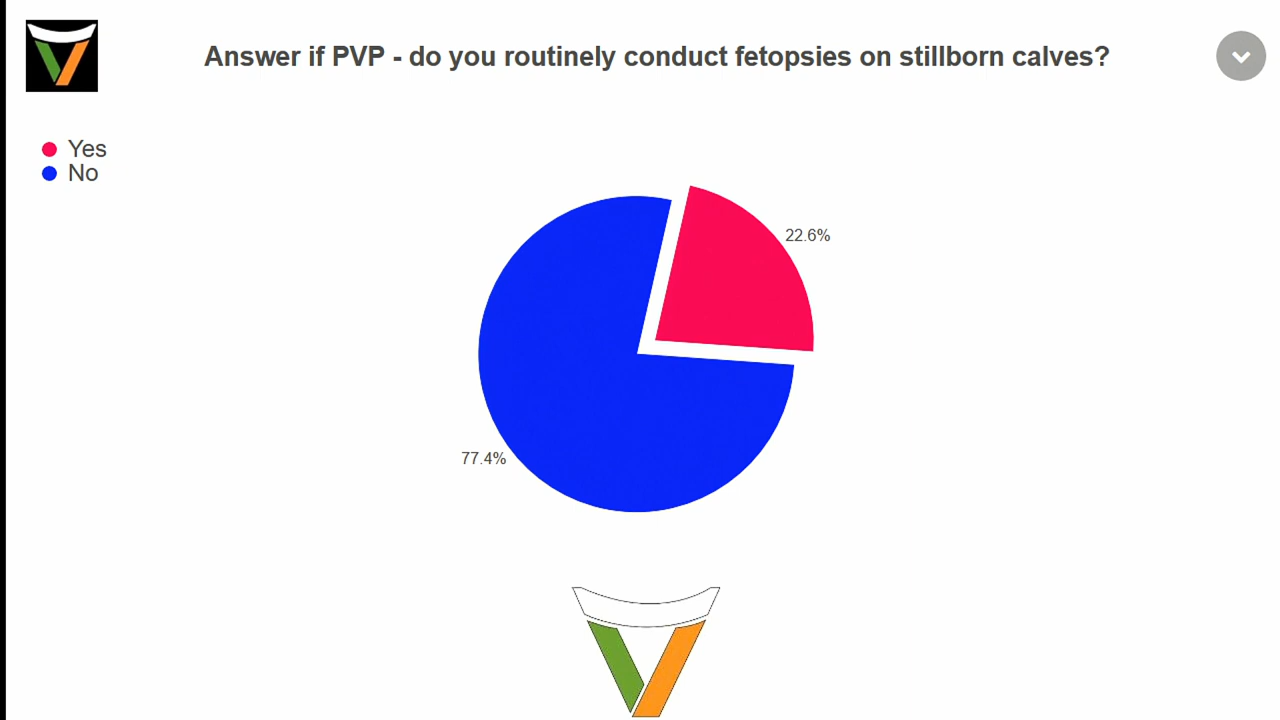 Answer if PVP - do you routinely conduct fetopsies on stillborn calves?
Yes
No
22.6%
77.4%